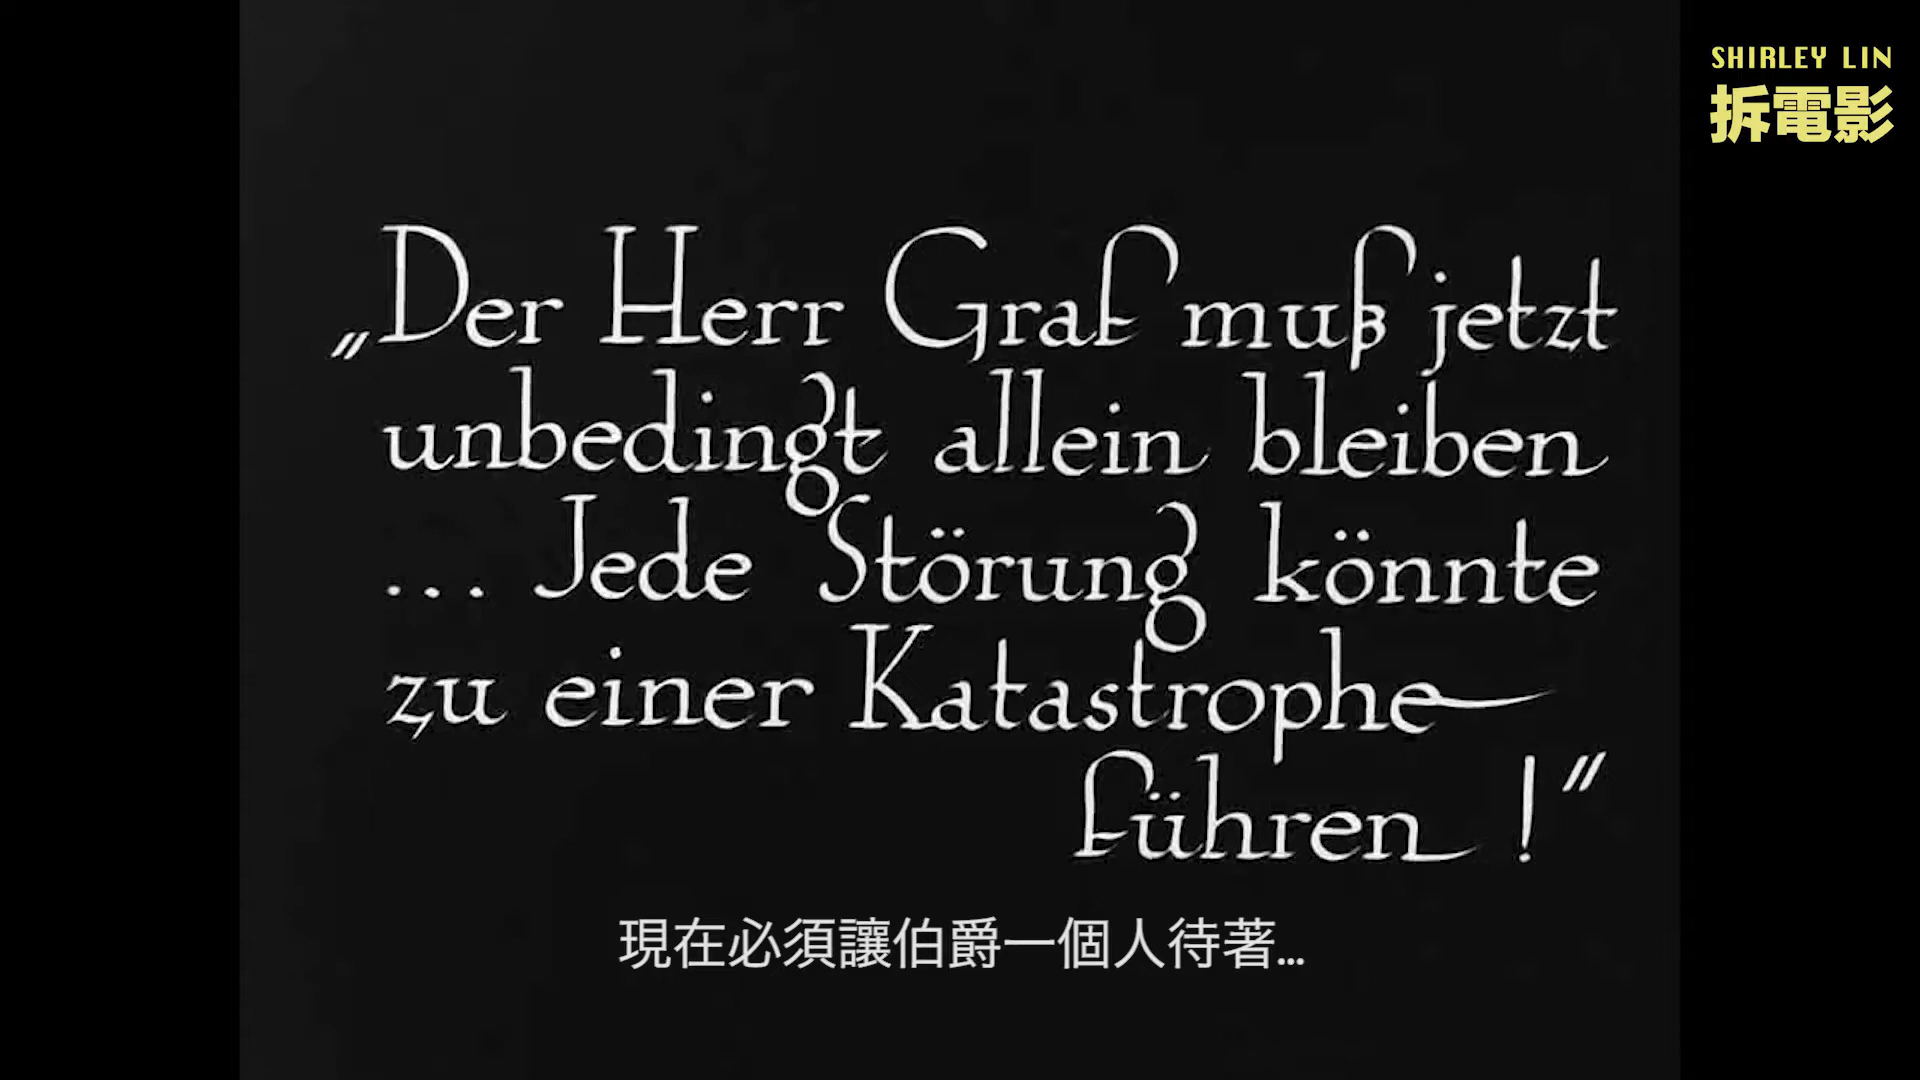 SHIRLEY LIN
拆電影
„Der Herr Graf muß jetzt
unbedingt allein bleiben
... Jede Störung könnte
zu einer Katastrophe
führen !"
現在必須讓伯爵一個人待著...